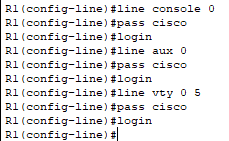 R1(config-line)#line console 0
R1(config-line)#pass cisco
R1(config-line)#login
R1(config-line)#line aux 0
R1(config-line)#pass cisco
R1(config-line)#login
R1(config-line)#line vty 0 5
R1(config-line)#pass cisco
R1(config-line)#login
R1(config-line)#